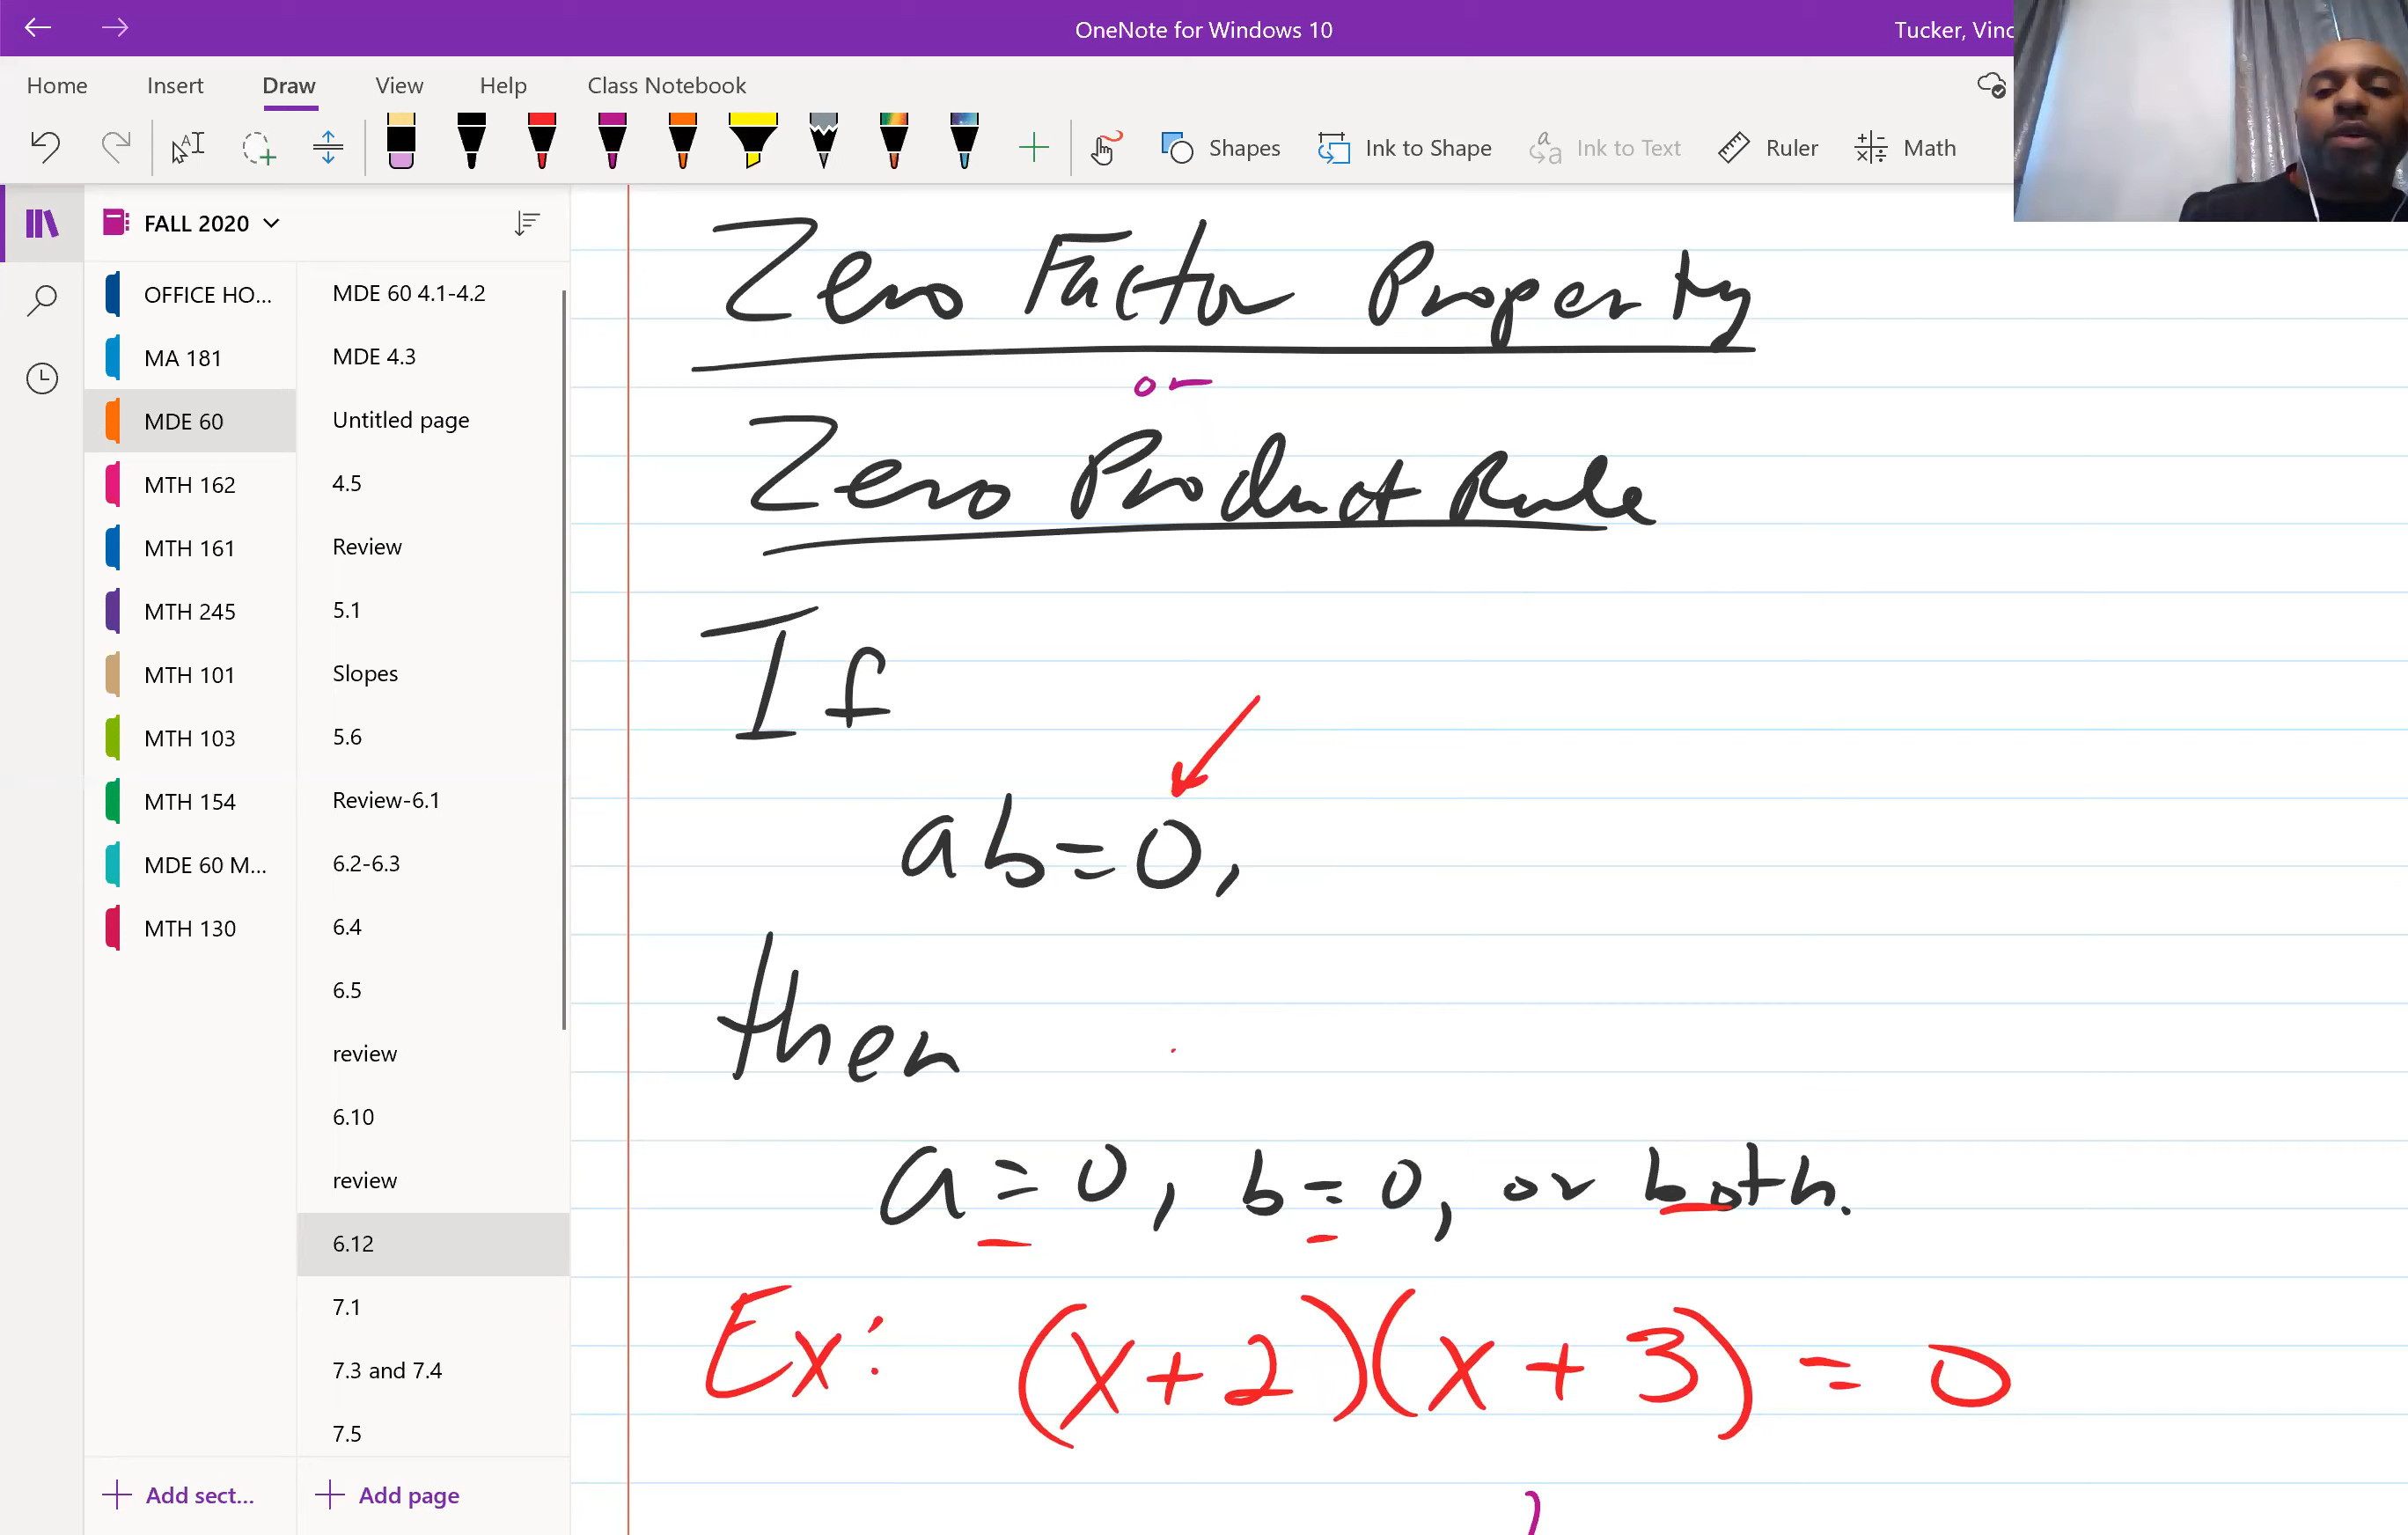 OneNote for Windows 10
Tucker, Vinc
Home Insert Draw View Help Class Notebook
Shapes Ink to Shape Ink to Text Ruler Math
FALL 2020
OFFICE HO...
MA 181
MDE 60
MTH 162
MTH 161
MTH 245
MTH 101
MTH 103
MTH 154
MDE 60 M...
MTH 130
Add sect...
MDE 60 4.1-4.2
MDE 4.3
Untitled page
4.5
Review
5.1
Slopes
5.6
Review-6.1
6.2-6.3
6.4
6.5
review
6.10
review
6.12
7.1
7.3 and 7.4
7.5
Add page
Zero Factor Property
or
Zero Product Rule
If
ab=0,
then
a=0, b=0, or both.
Ex: (x+2)(x+3)=0